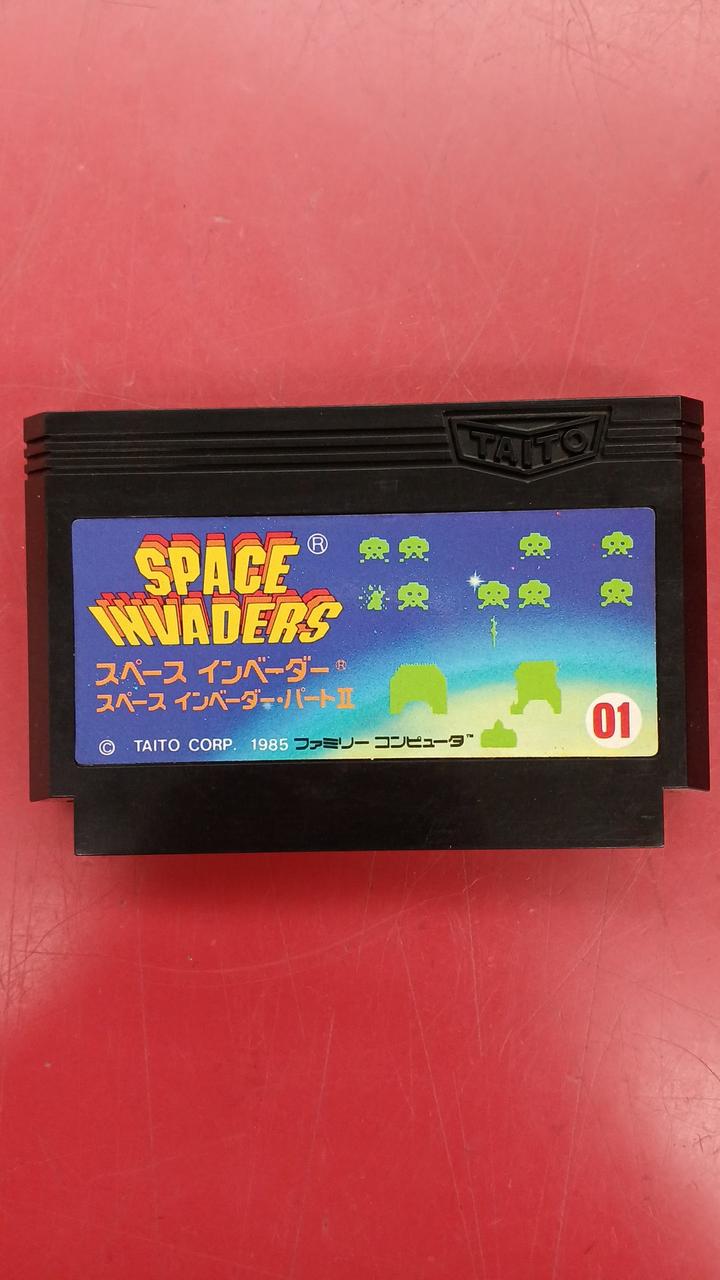 TAITO
SPACE ®
INVADERS
スペース インベーダー®
スペース インベーダー・パートII
© TAITO CORP. 1985 ファミリー コンピュータ™
01